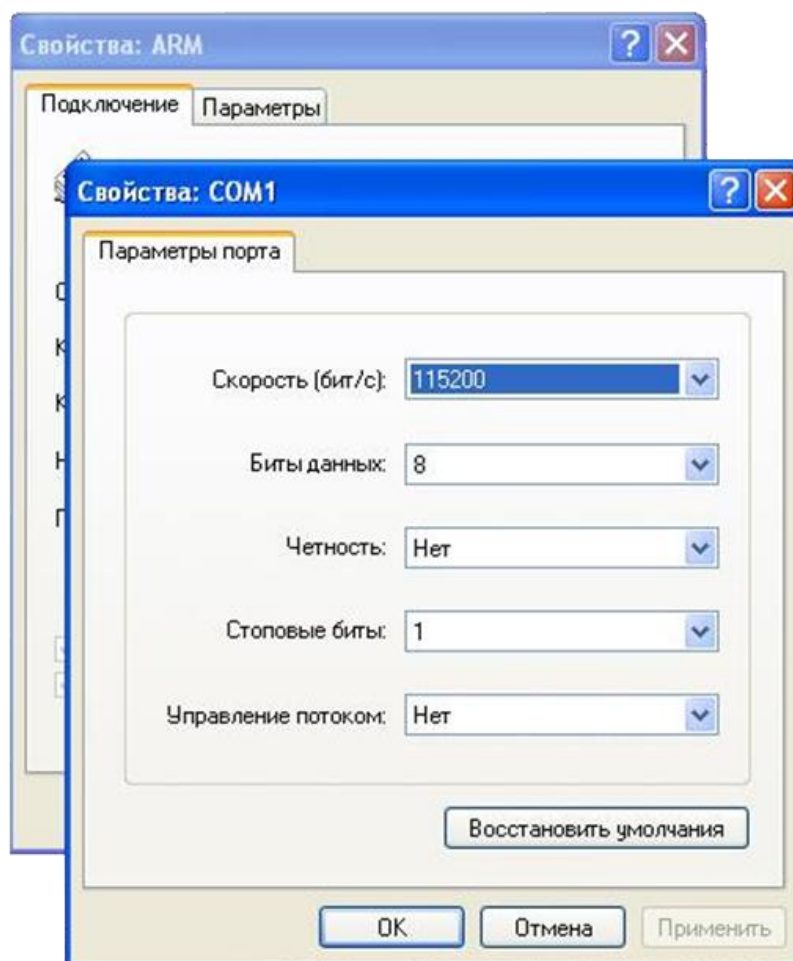 Свойства: ARM
Подключение
Параметры
Свойства: COM1
Параметры порта
Скорость (бит/с): 115200
Биты данных: 8
Четность: Нет
Стоповые биты: 1
Управление потоком: Нет
Восстановить умолчания
OK
Отмена
Применить